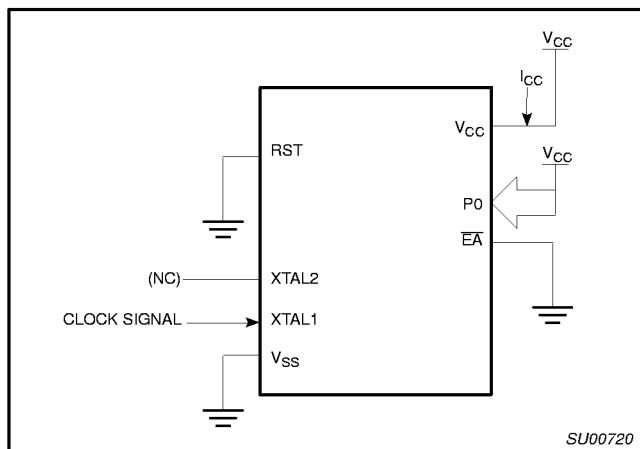 VCC
ICC
VCC
RST
VCC
P0
EA
(NC)
XTAL2
CLOCK SIGNAL
XTAL1
VSS
SU00720